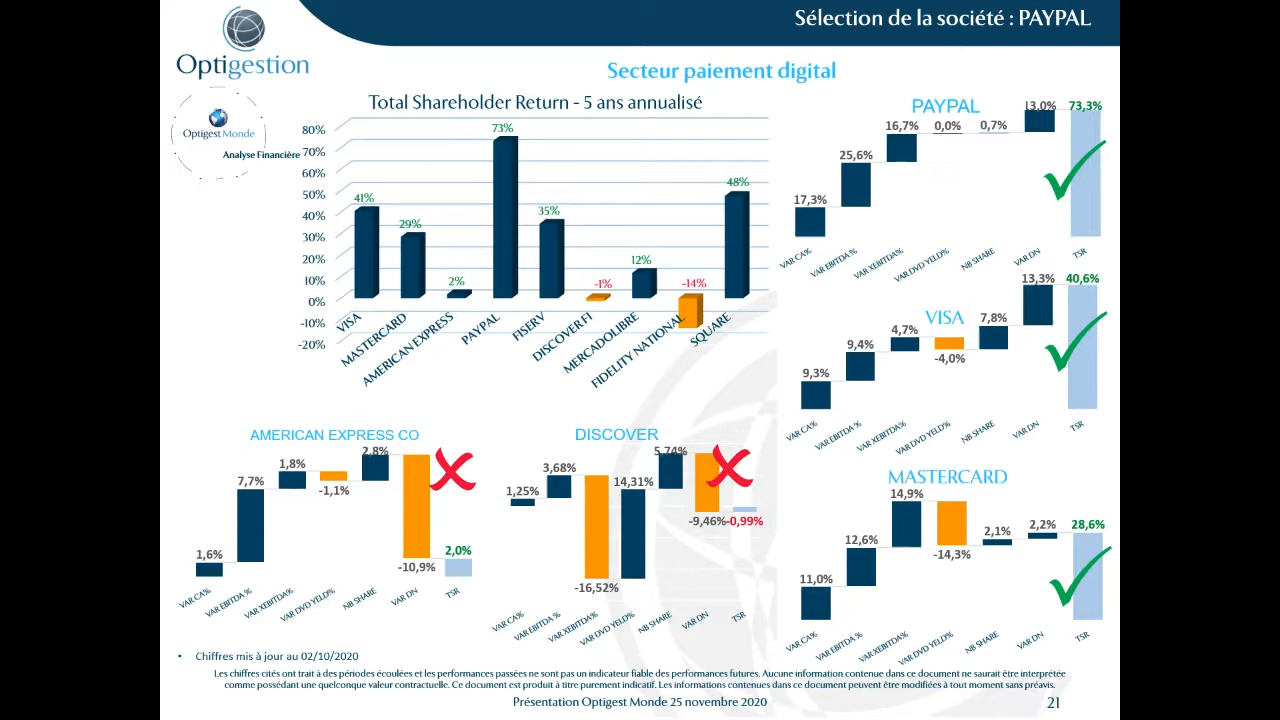 Sélection de la société : PAYPAL
Optigestion
Secteur paiement digital
Optigest Monde
Analyse Financière
Total Shareholder Return - 5 ans annualisé
80%
70%
60%
50%
40%
30%
20%
10%
0%
-10%
-20%
41%
29%
2%
73%
35%
-1%
12%
-14%
48%
VISA
MASTERCARD
AMERICAN EXPRESS
PAYPAL
FISERV
DISCOVER FI
MERCADOLIBRE
FIDELITY NATIONAL
SQUARE
PAYPAL
17,3%
25,6%
16,7%
0,0%
0,7%
13,0%
73,3%
VAR CA%
VAR EBITDA %
VAR XEBITDA%
VAR DVD YELD%
NB SHARE
VAR DN
TSR
VISA
9,3%
9,4%
4,7%
-4,0%
7,8%
13,3%
40,6%
VAR CA%
VAR EBITDA %
VAR XEBITDA%
VAR DVD YELD%
NB SHARE
VAR DN
TSR
AMERICAN EXPRESS CO
1,6%
7,7%
1,8%
-1,1%
2,8%
-10,9%
2,0%
VAR CA%
VAR EBITDA %
VAR XEBITDA%
VAR DVD YELD%
NB SHARE
VAR DN
TSR
DISCOVER
1,25%
3,68%
-16,52%
14,31%
5,74%
-9,46%
-0,99%
VAR CA%
VAR EBITDA %
VAR XEBITDA%
VAR DVD YELD%
NB SHARE
VAR DN
TSR
MASTERCARD
11,0%
12,6%
14,9%
-14,3%
2,1%
2,2%
28,6%
VAR CA%
VAR EBITDA %
VAR XEBITDA%
VAR DVD YELD%
NB SHARE
VAR DN
TSR
• Chiffres mis à jour au 02/10/2020
Les chiffres cités ont trait à des périodes écoulées et les performances passées ne sont pas un indicateur fiable des performances futures. Aucune information contenue dans ce document ne saurait être interprétée
comme possédant une quelconque valeur contractuelle. Ce document est produit à titre purement indicatif. Les informations contenues dans ce document peuvent être modifiées à tout moment sans préavis.
Présentation Optigest Monde 25 novembre 2020
21